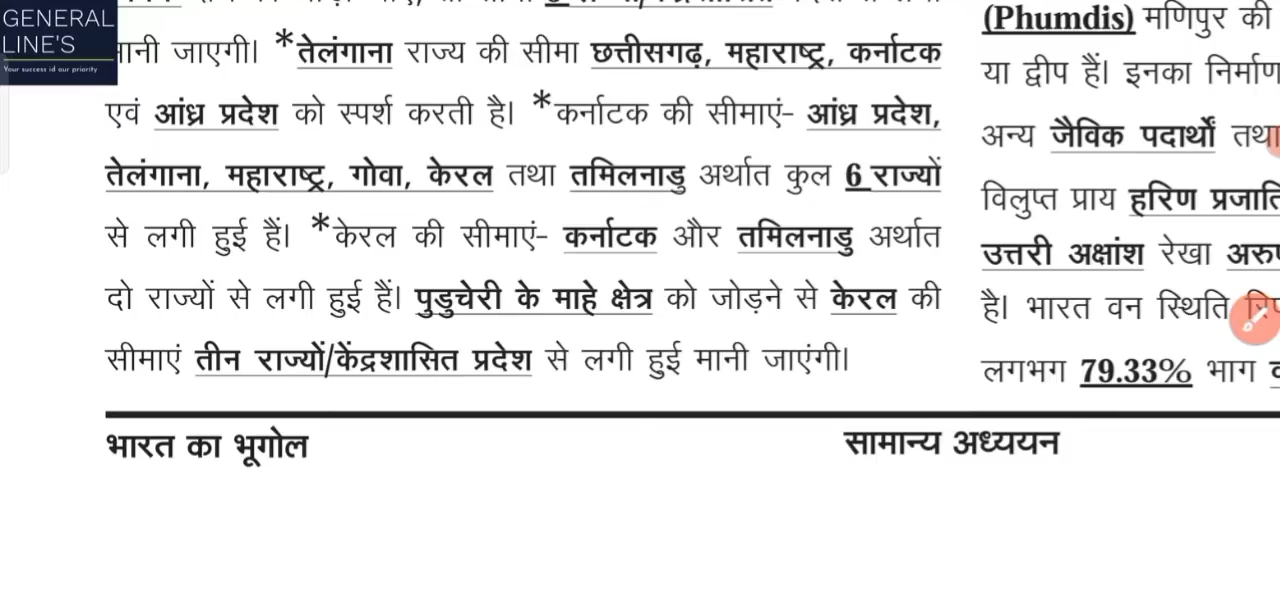 GENERAL
LINE'S
Your success id our priority
मानी जाएगी। *तेलंगाना राज्य की सीमा छत्तीसगढ़, महाराष्ट्र, कर्नाटक
एवं आंध्र प्रदेश को स्पर्श करती है। *कर्नाटक की सीमाएं- आंध्र प्रदेश,
तेलंगाना, महाराष्ट्र, गोवा, केरल तथा तमिलनाडु अर्थात कुल 6 राज्यों
से लगी हुई हैं। *केरल की सीमाएं- कर्नाटक और तमिलनाडु अर्थात
दो राज्यों से लगी हुई हैं। पुडुचेरी के माहे क्षेत्र को जोड़ने से केरल की
सीमाएं तीन राज्यों/केंद्रशासित प्रदेश से लगी हुई मानी जाएंगी।
(Phumdis) मणिपुर की
या द्वीप हैं। इनका निर्माण
अन्य जैविक पदार्थों तथा
विलुप्त प्राय हरिण प्रजाति
उत्तरी अक्षांश रेखा
है। भारत वन स्थिति
लगभग 79.33% भाग
भारत का भूगोल
सामान्य अध्ययन